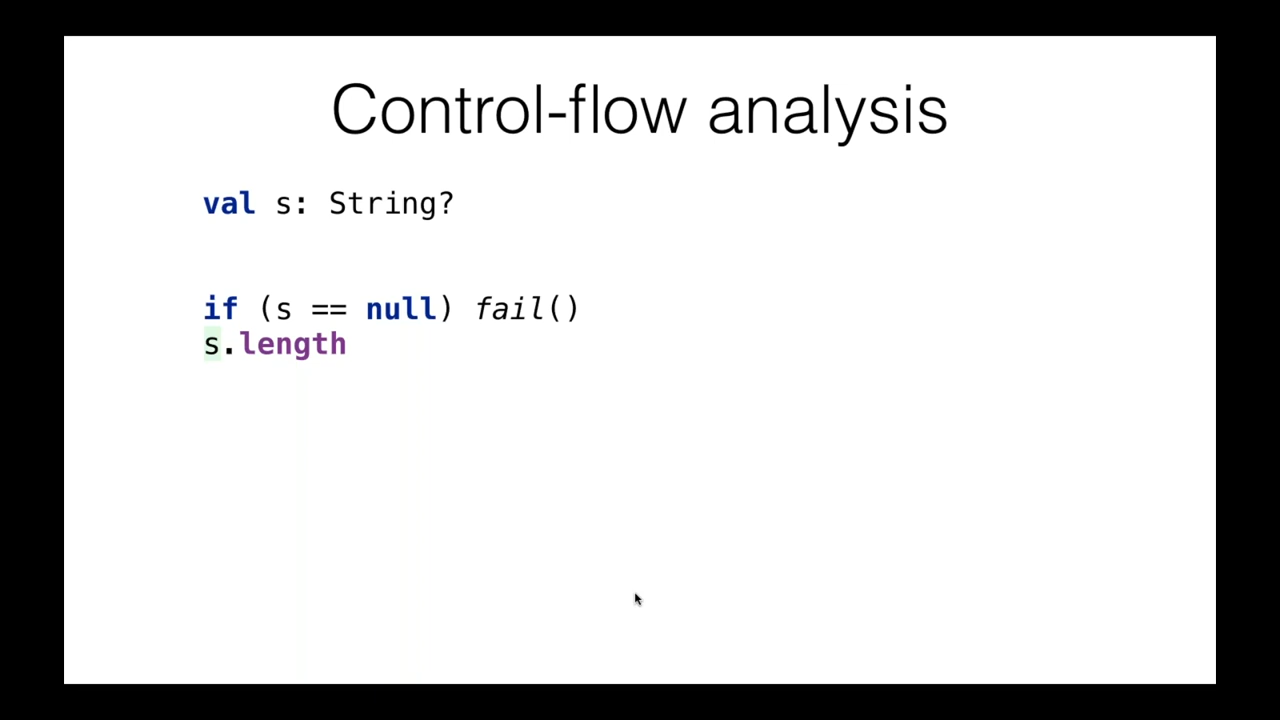 Control-flow analysis
val s: String?
if (s == null) fail()
s.length